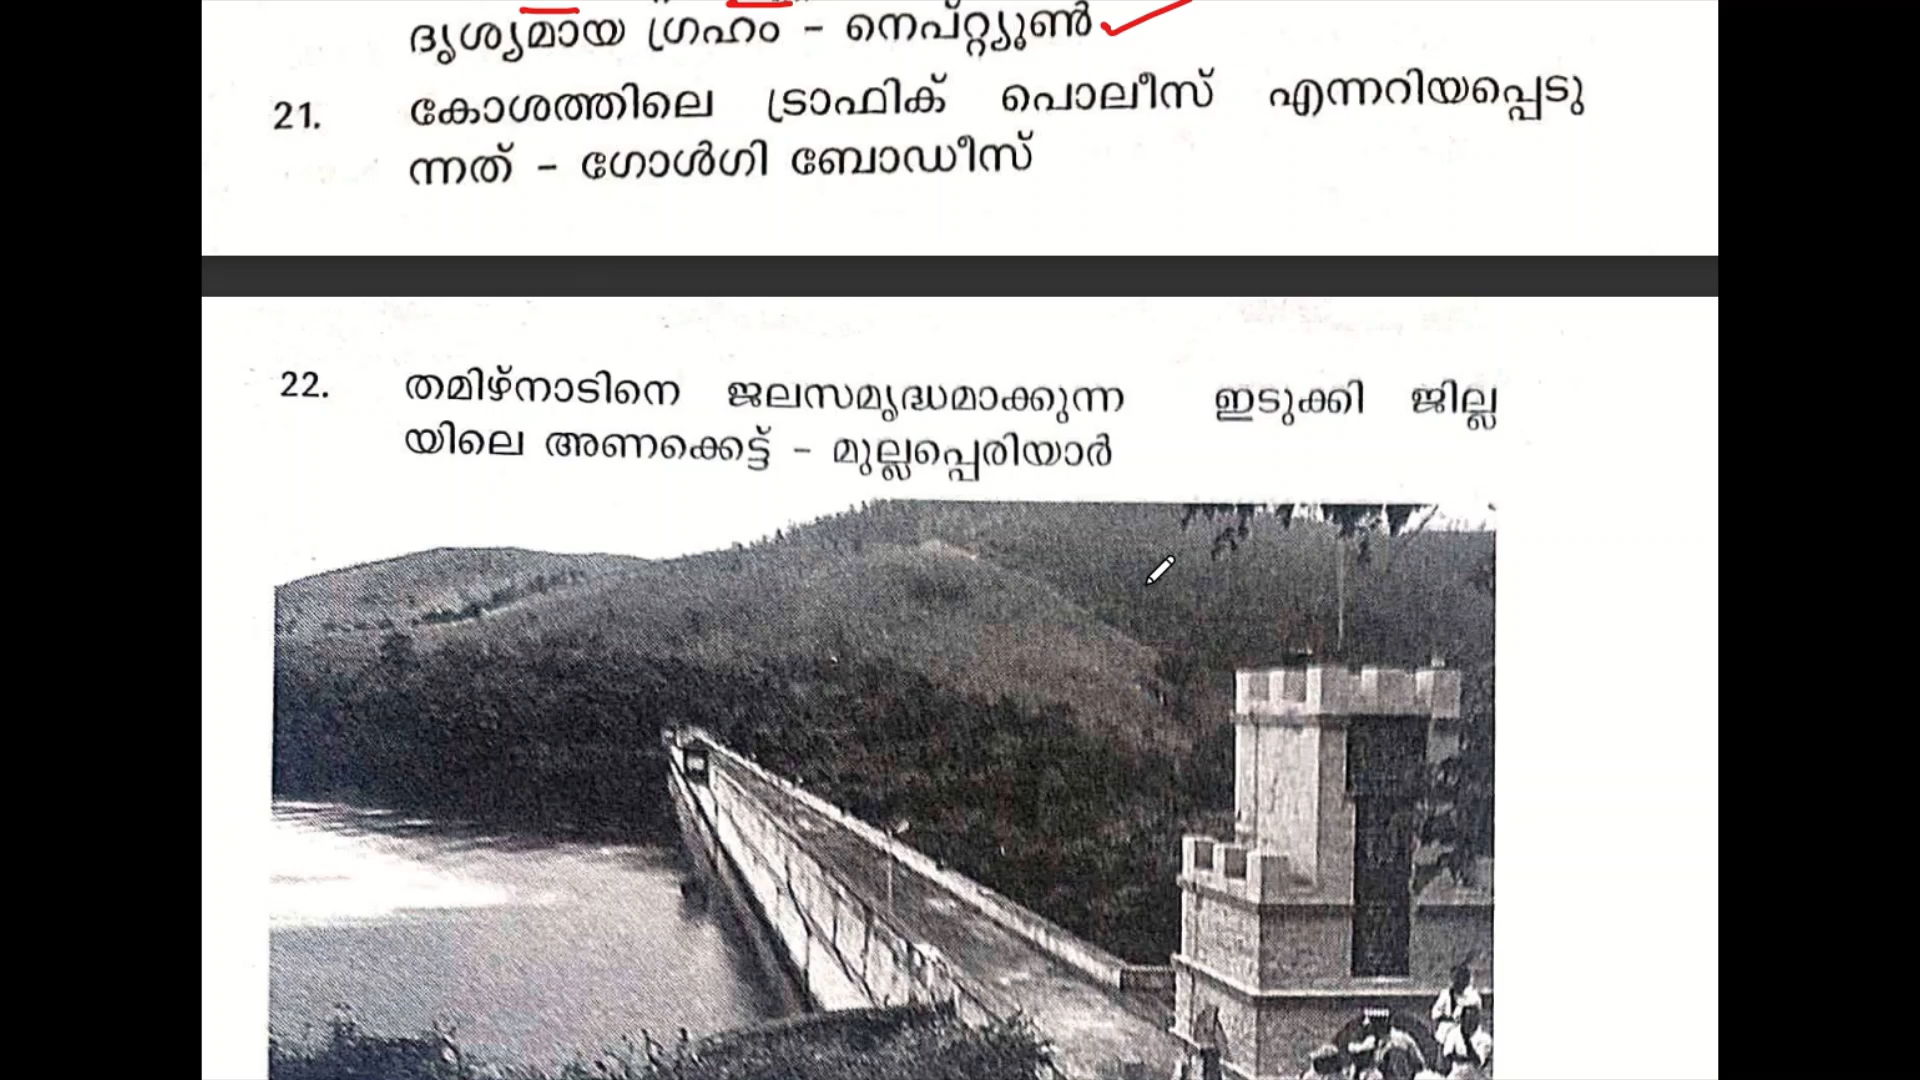 ദൃശ്യമായ ഗ്രഹം - നെപ്റ്റ്യൂൺ
21. കോശത്തിലെ ട്രാഫിക് പൊലീസ് എന്നറിയപ്പെടു
ന്നത് - ഗോൾഗി ബോഡീസ്
22. തമിഴ്നാടിനെ ജലസമൃദ്ധമാക്കുന്ന ഇടുക്കി ജില്ല
യിലെ അണക്കെട്ട് - മുല്ലപ്പെരിയാർ